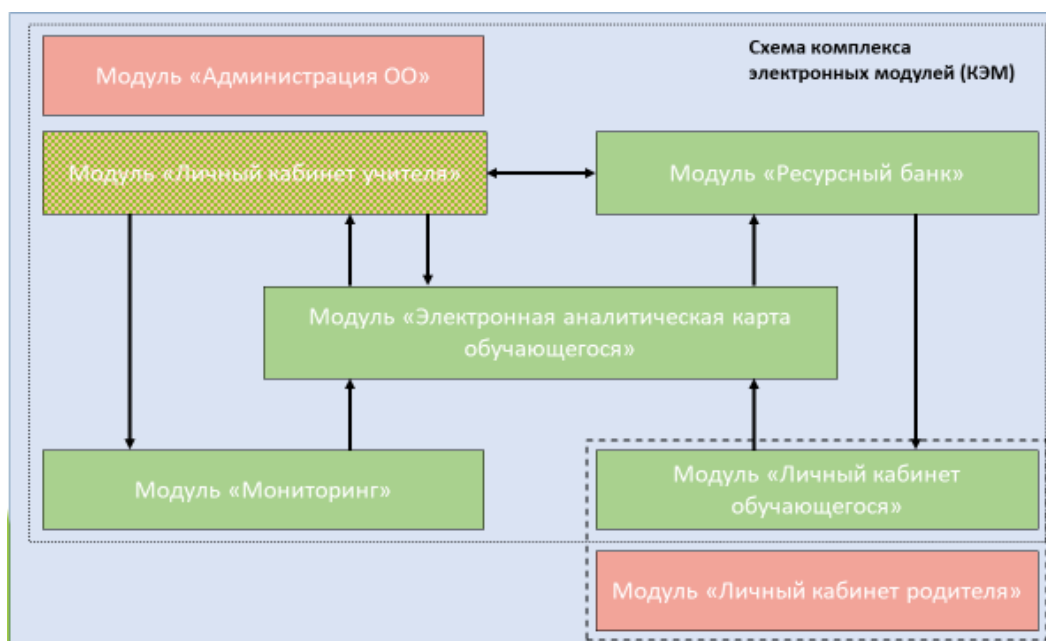 Схема комплекса
электронных модулей (КЭМ)
Модуль «Администрация ОО»
Модуль «Личный кабинет учителя»
Модуль «Ресурсный банк»
Модуль «Электронная аналитическая карта
обучающегося»
Модуль «Мониторинг»
Модуль «Личный кабинет
обучающегося»
Модуль «Личный кабинет родителя»